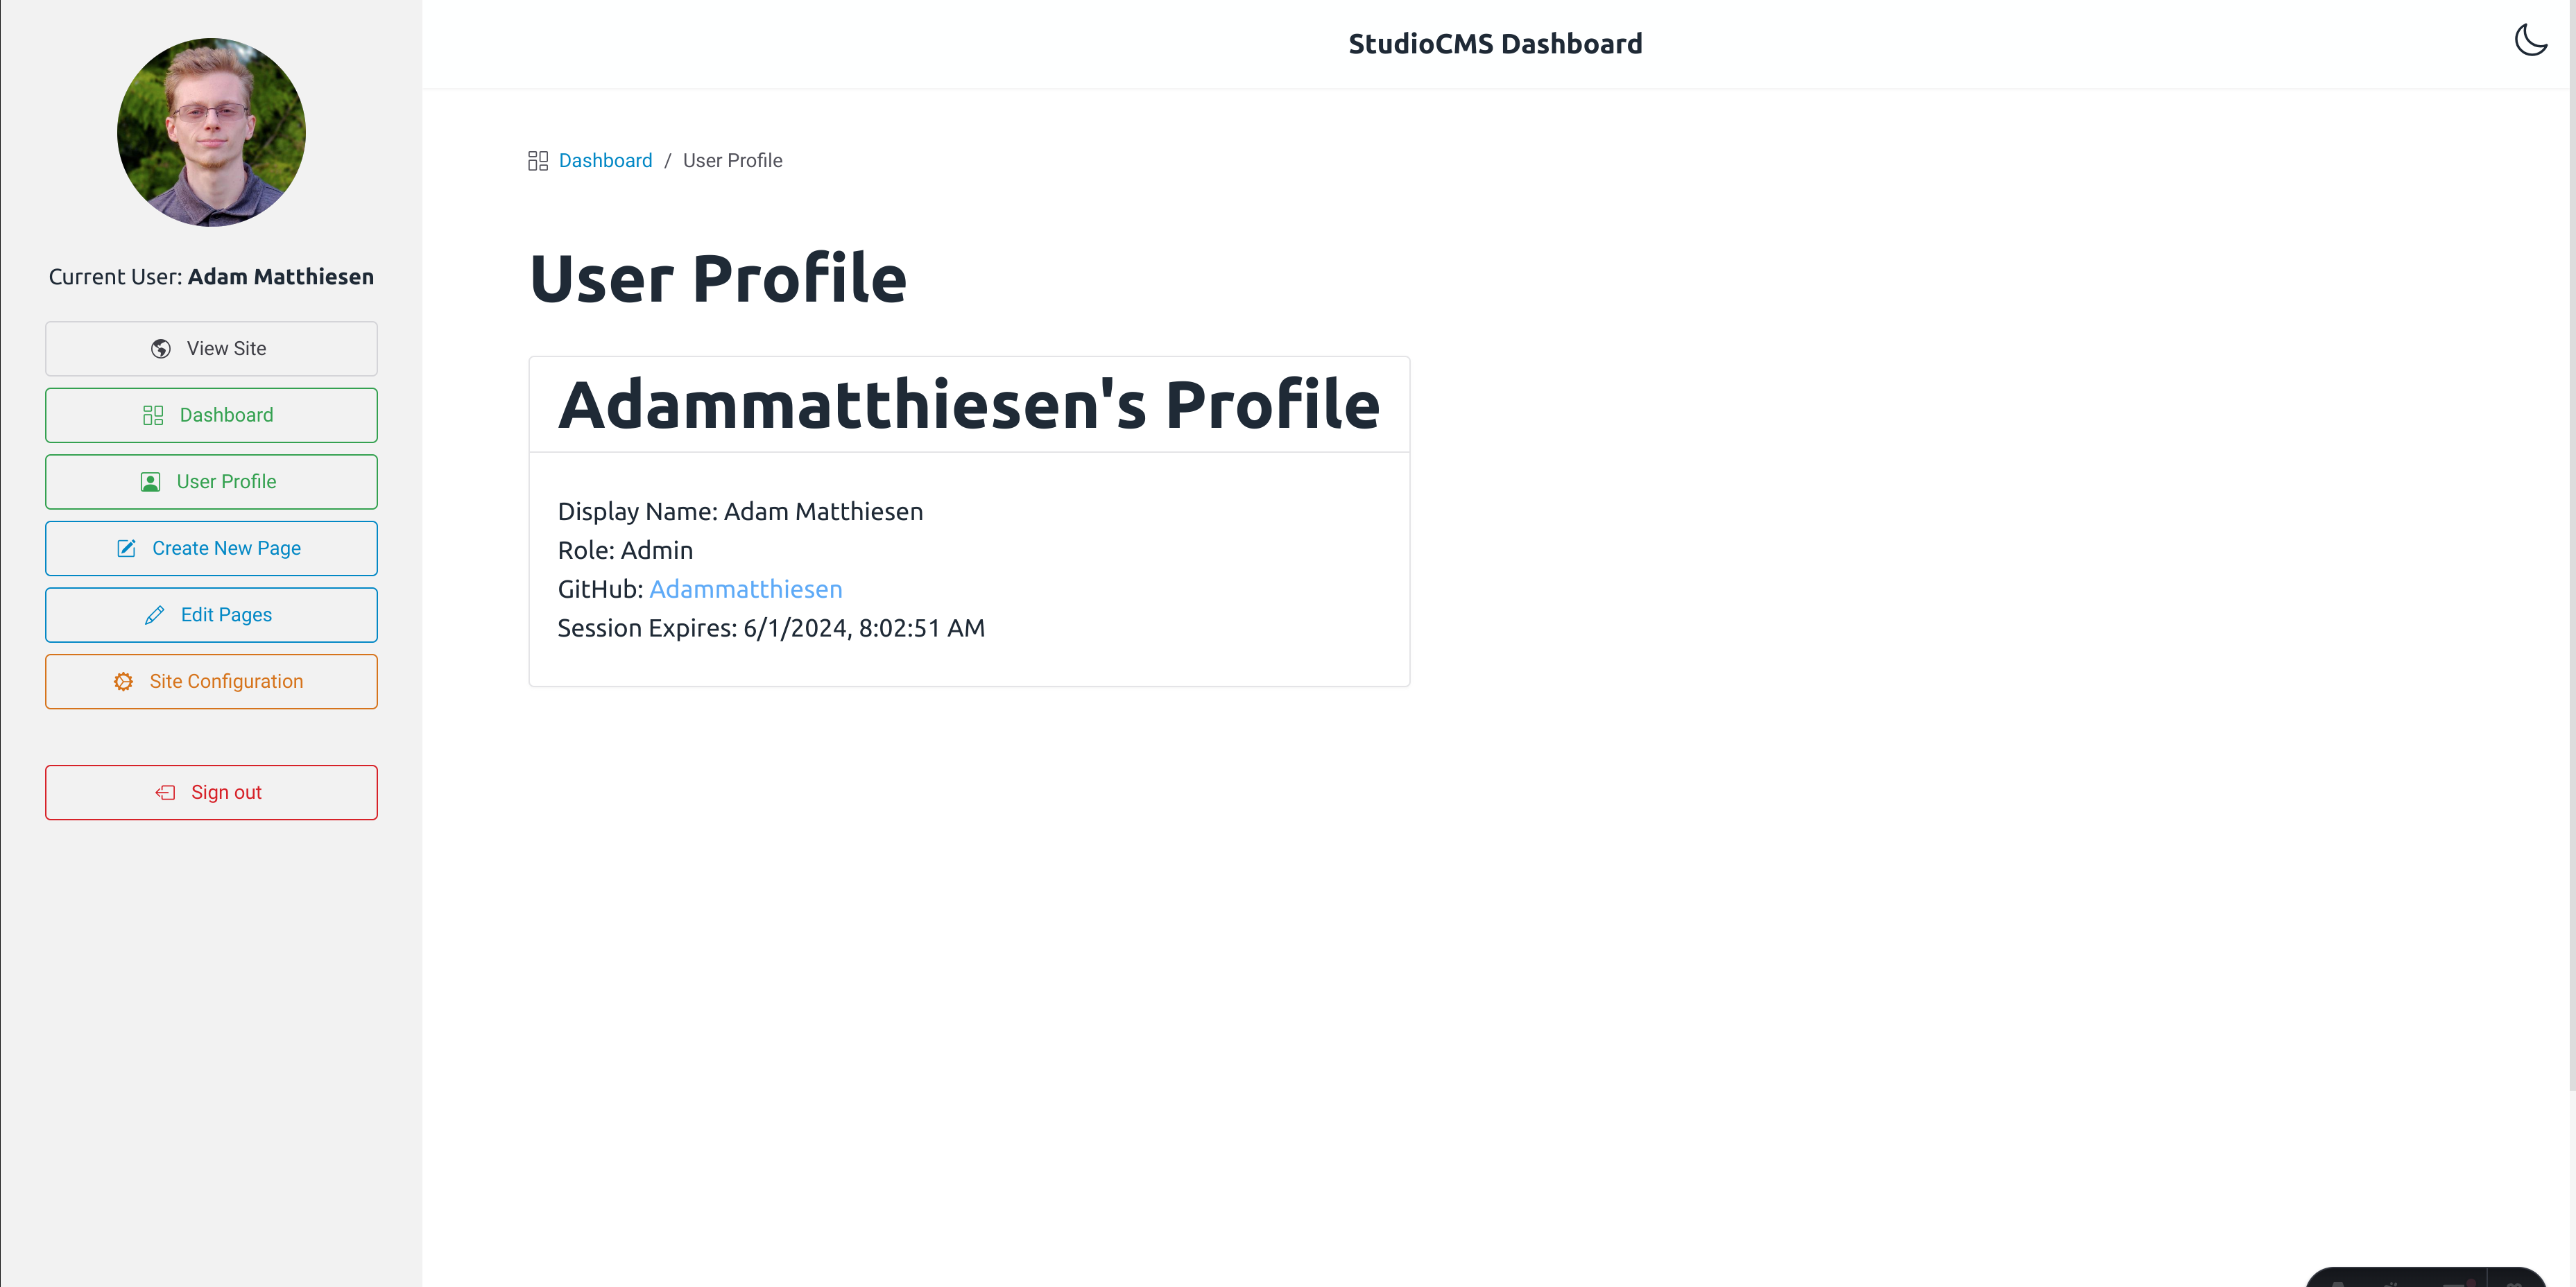 StudioCMS Dashboard
Current User: Adam Matthiesen
View Site
Dashboard
User Profile
Create New Page
Edit Pages
Site Configuration
Sign out
Dashboard / User Profile
User Profile
Adammatthiesen's Profile
Display Name: Adam Matthiesen
Role: Admin
GitHub: Adammatthiesen
Session Expires: 6/1/2024, 8:02:51 AM